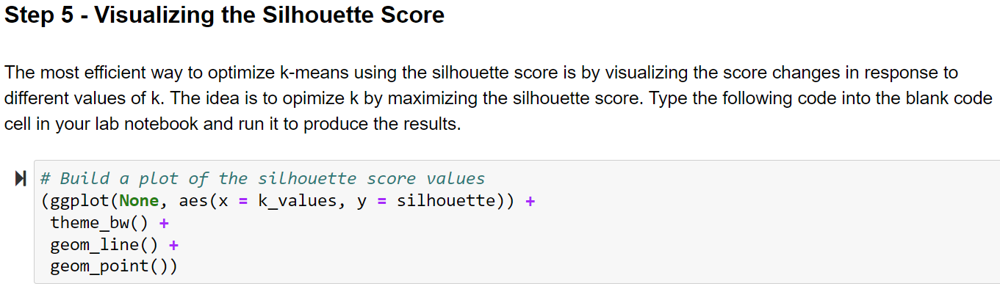 Step 5 - Visualizing the Silhouette Score
The most efficient way to optimize k-means using the silhouette score is by visualizing the score changes in response to
different values of k. The idea is to opimize k by maximizing the silhouette score. Type the following code into the blank code
cell in your lab notebook and run it to produce the results.
# Build a plot of the silhouette score values
(ggplot(None, aes(x = k_values, y = silhouette)) +
 theme_bw() +
 geom_line() +
 geom_point())